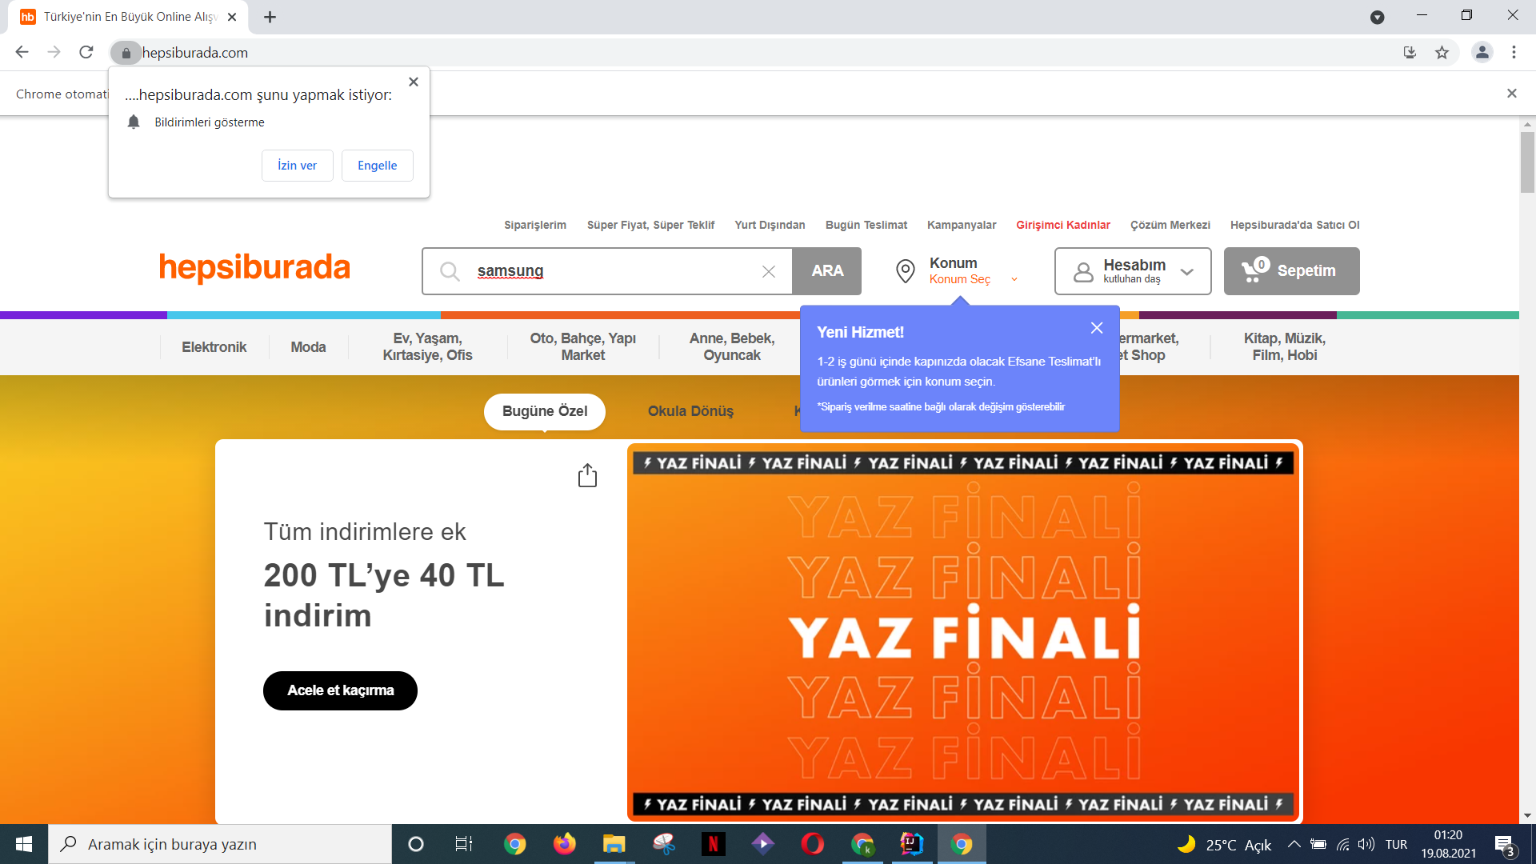 hb Türkiye'nin En Büyük Online Alışv
hepsiburada.com
Chrome otomati
....hepsiburada.com şunu yapmak istiyor:
Bildirimleri gösterme
İzin ver
Engelle
Siparişlerim Süper Fiyat, Süper Teklif Yurt Dışından Bugün Teslimat Kampanyalar Girişimci Kadınlar Çözüm Merkezi Hepsiburada'da Satıcı Ol
hepsiburada
samsung
ARA
Konum
Konum Seç
Hesabım
kutluhan daş
0 Sepetim
Elektronik
Moda
Ev, Yaşam,
Kırtasiye, Ofis
Oto, Bahçe, Yapı
Market
Anne, Bebek,
Oyuncak
ermarket,
et Shop
Kitap, Müzik,
Film, Hobi
Yeni Hizmet!
1-2 iş günü içinde kapınızda olacak Efsane Teslimat'lı
ürünleri görmek için konum seçin.
*Sipariş verilme saatine bağlı olarak değişim gösterebilir
Bugüne Özel
Okula Dönüş
Tüm indirimlere ek
200 TL'ye 40 TL
indirim
Acele et kaçırma
YAZ FİNALİ YAZ FİNALİ YAZ FİNALİ YAZ FİNALİ YAZ FİNALİ YAZ FİNALİ
YAZ FİNALİ
YAZ FİNALİ
YAZ FİNALİ
YAZ FİNALİ
YAZ FİNALİ
YAZ FİNALİ YAZ FİNALİ YAZ FİNALİ YAZ FİNALİ YAZ FİNALİ YAZ FİNALİ
Aramak için buraya yazın
25°C Açık
TUR
01:20
19.08.2021
3